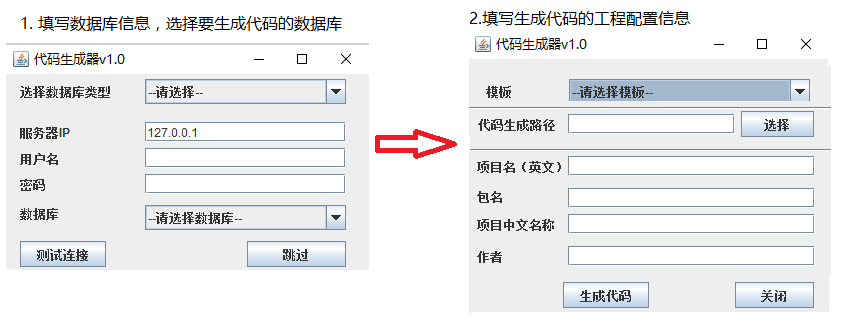 1. 填写数据库信息，选择要生成代码的数据库
代码生成器v1.0
选择数据库类型
--请选择--
服务器IP
127.0.0.1
用户名
密码
数据库
--请选择数据库--
测试连接
跳过
2.填写生成代码的工程配置信息
代码生成器v1.0
模板
--请选择模板--
代码生成路径
选择
项目名（英文）
包名
项目中文名称
作者
生成代码
关闭